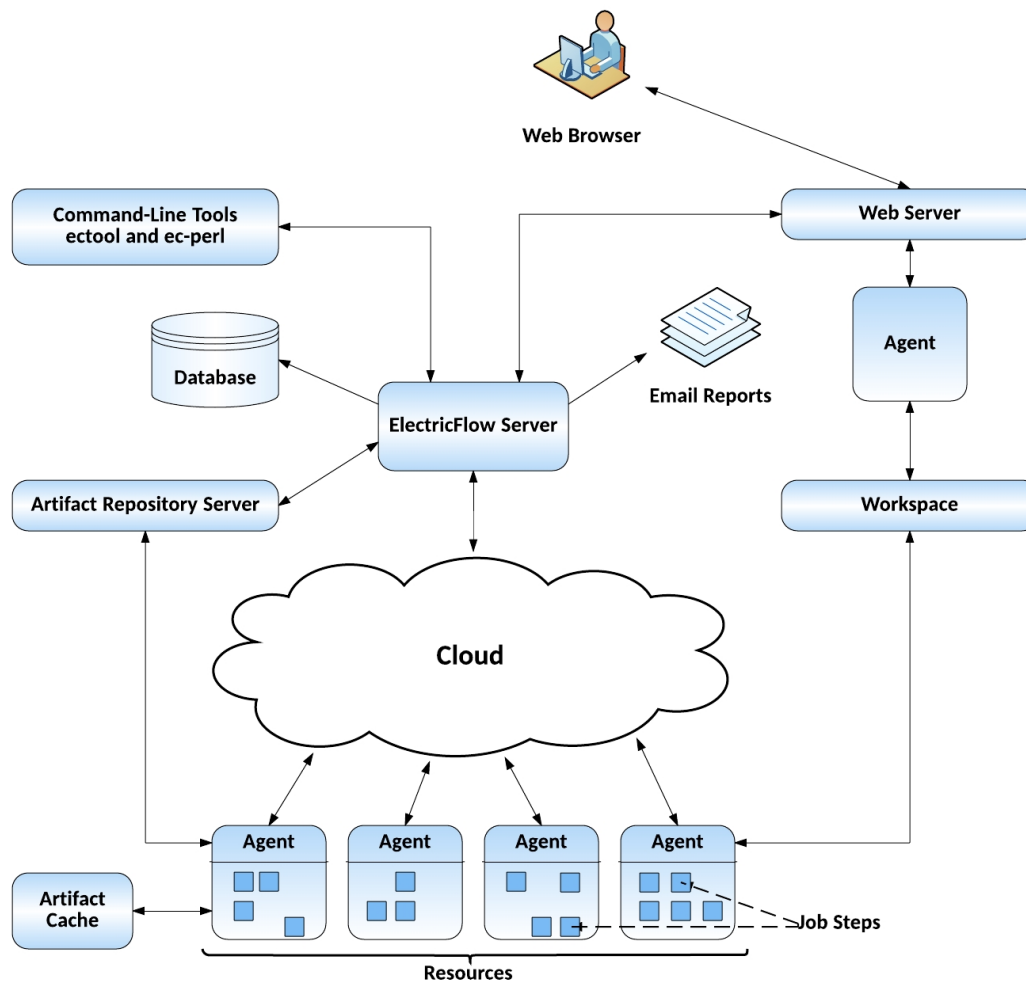 Web Browser
Command-Line Tools
ectool and ec-perl
Web Server
Database
Email Reports
Agent
ElectricFlow Server
Artifact Repository Server
Workspace
Cloud
Agent
Agent
Agent
Agent
Artifact
Cache
Job Steps
Resources